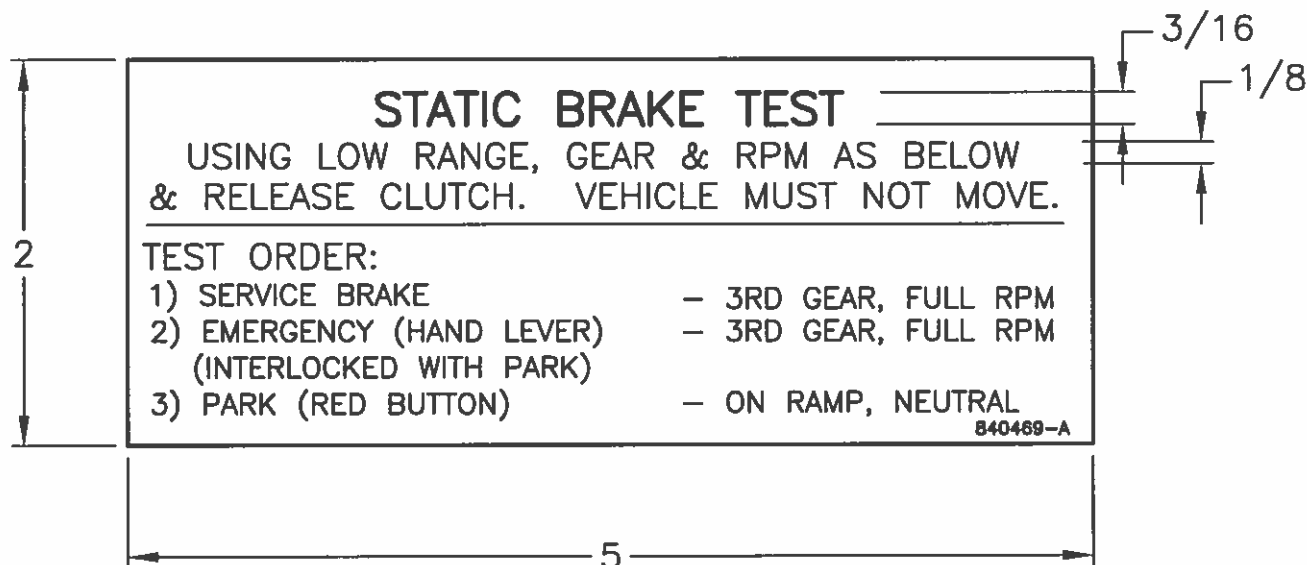 3/16
1/8
STATIC BRAKE TEST
USING LOW RANGE, GEAR & RPM AS BELOW
& RELEASE CLUTCH. VEHICLE MUST NOT MOVE.
2
TEST ORDER:
1) SERVICE BRAKE – 3RD GEAR, FULL RPM
2) EMERGENCY (HAND LEVER) – 3RD GEAR, FULL RPM
(INTERLOCKED WITH PARK)
3) PARK (RED BUTTON) – ON RAMP, NEUTRAL
840469–A
5